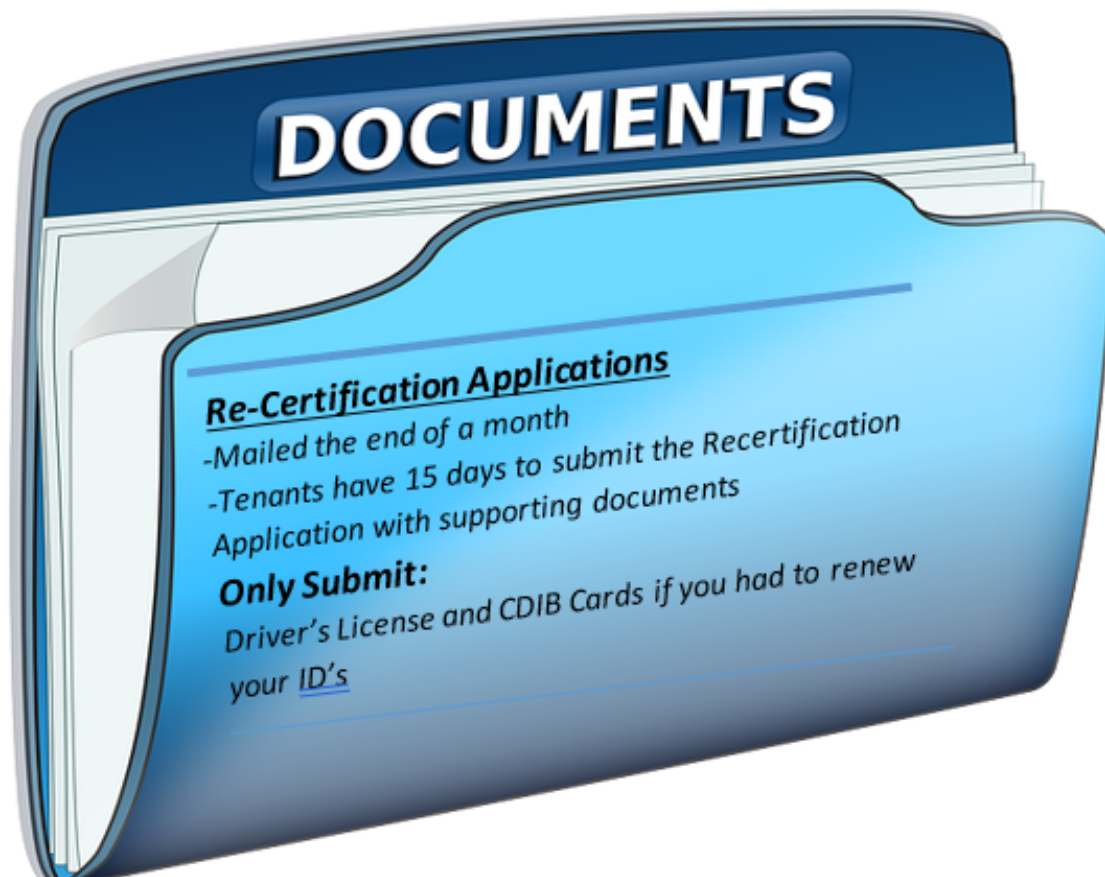 DOCUMENTS
Re-Certification Applications
-Mailed the end of a month
-Tenants have 15 days to submit the Recertification
Application with supporting documents
Only Submit:
Driver's License and CDIB Cards if you had to renew
your ID's